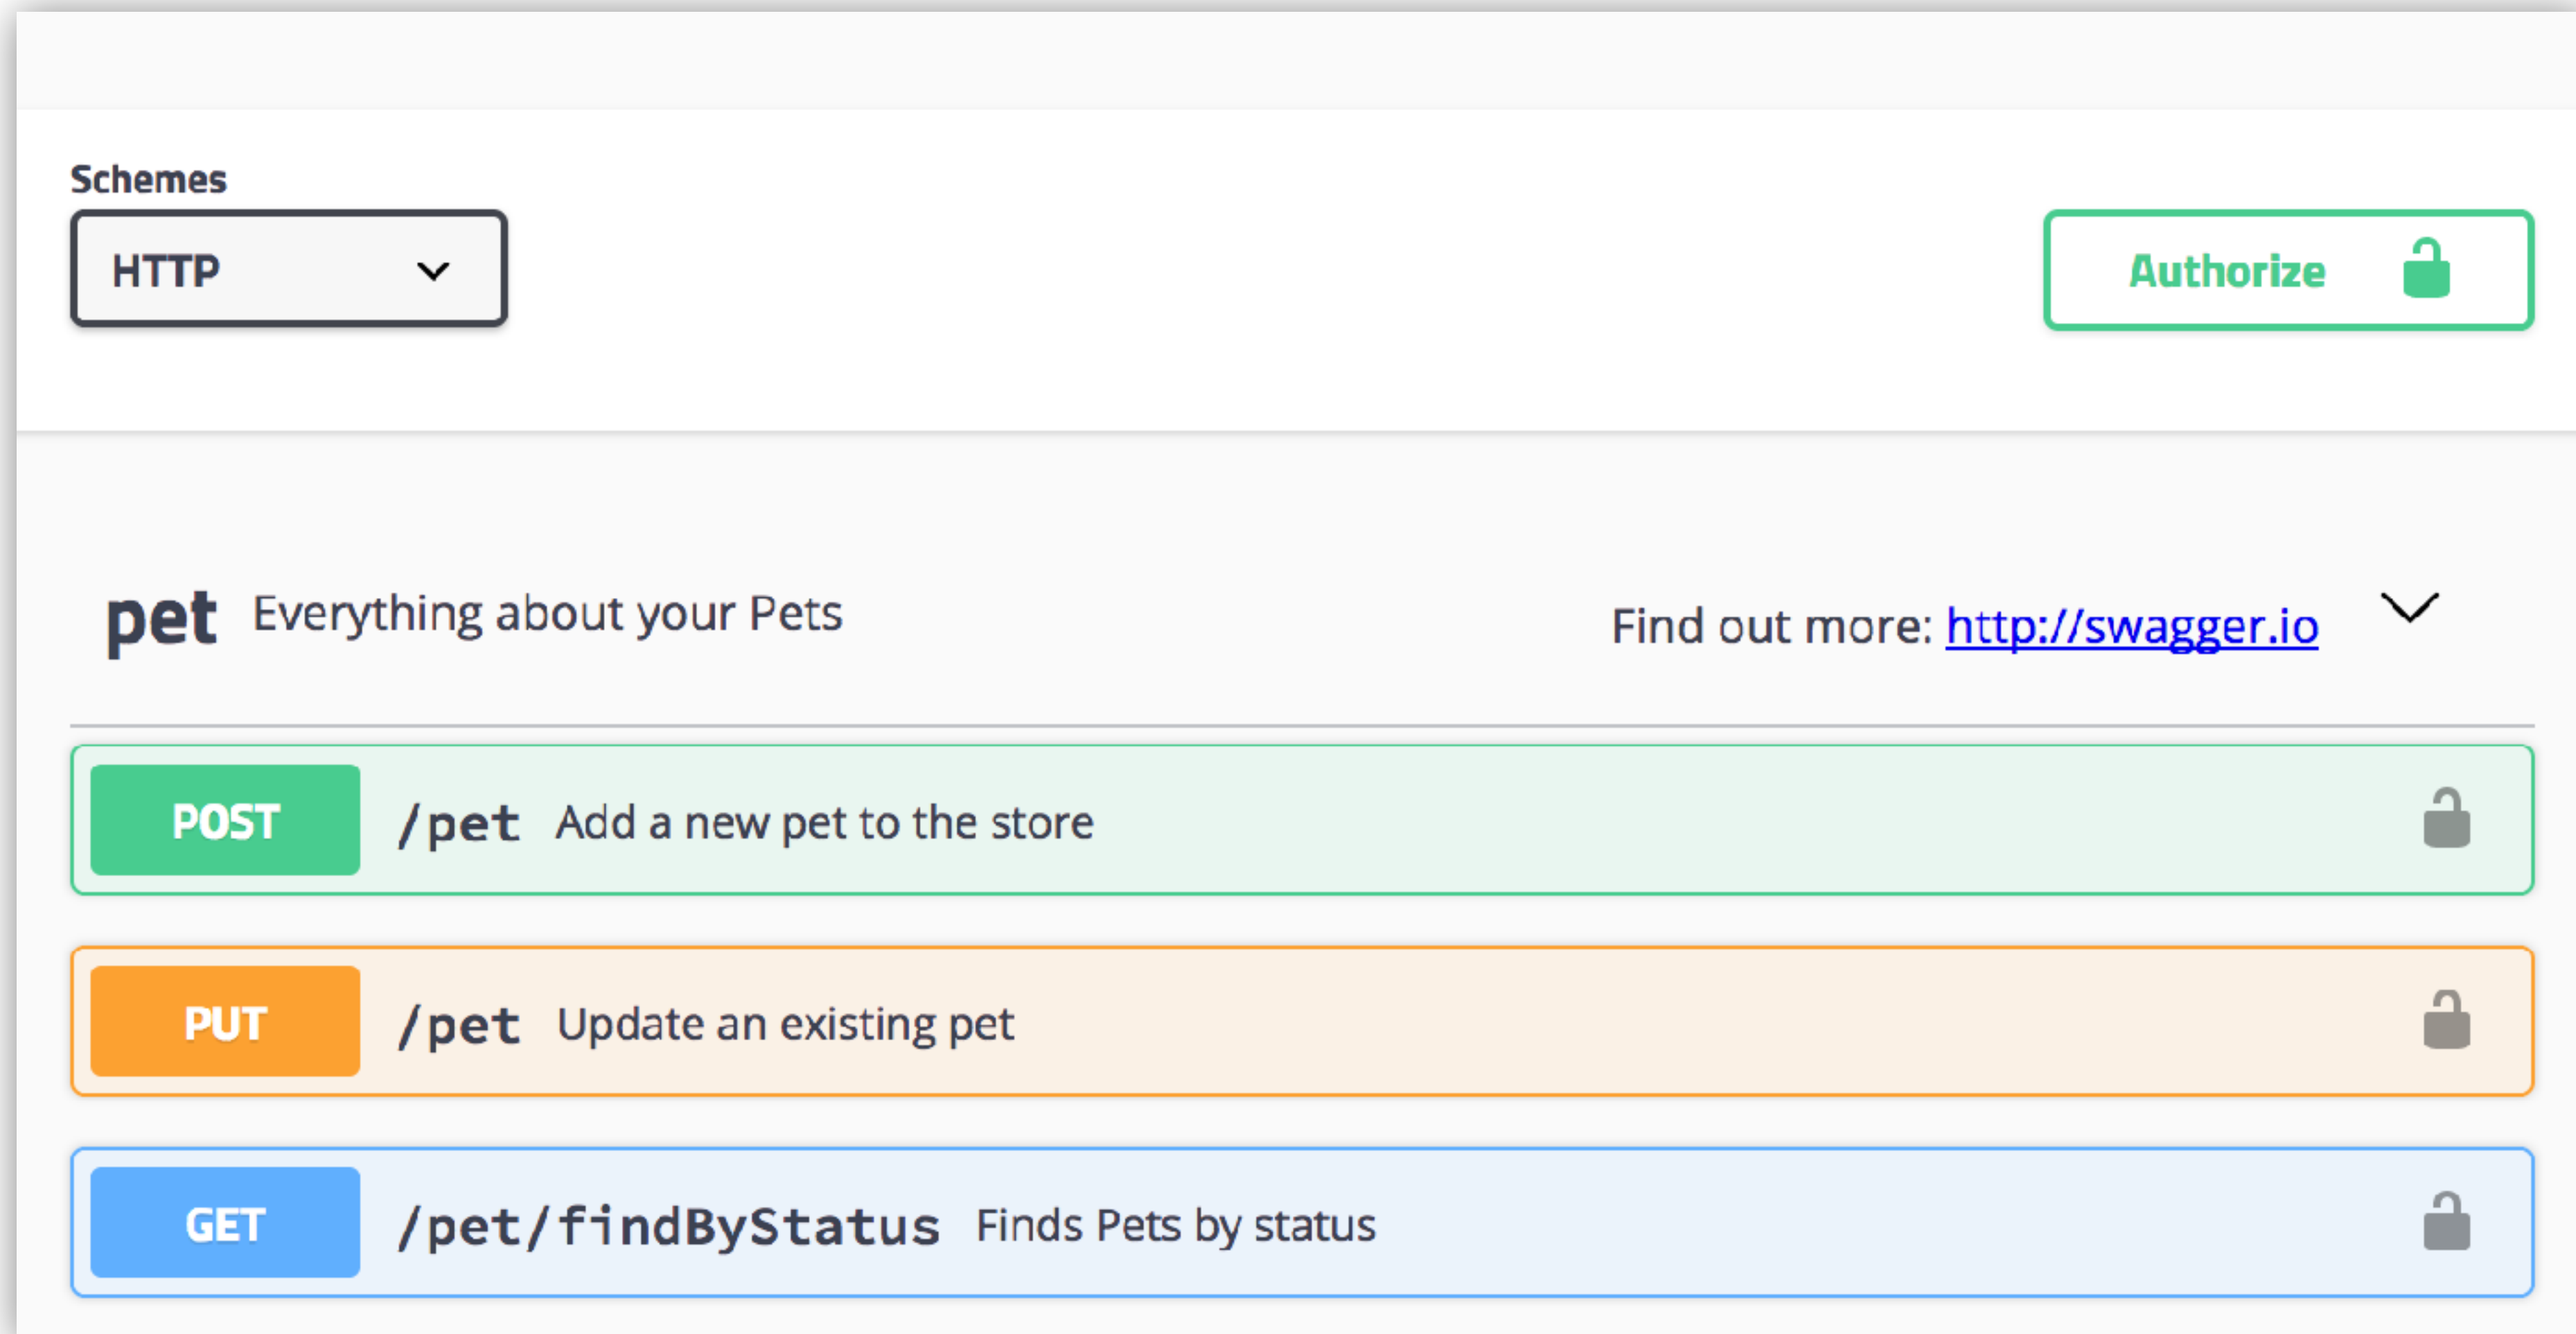 Schemes
HTTP
Authorize
pet Everything about your Pets Find out more: http://swagger.io
POST /pet Add a new pet to the store
PUT /pet Update an existing pet
GET /pet/findByStatus Finds Pets by status